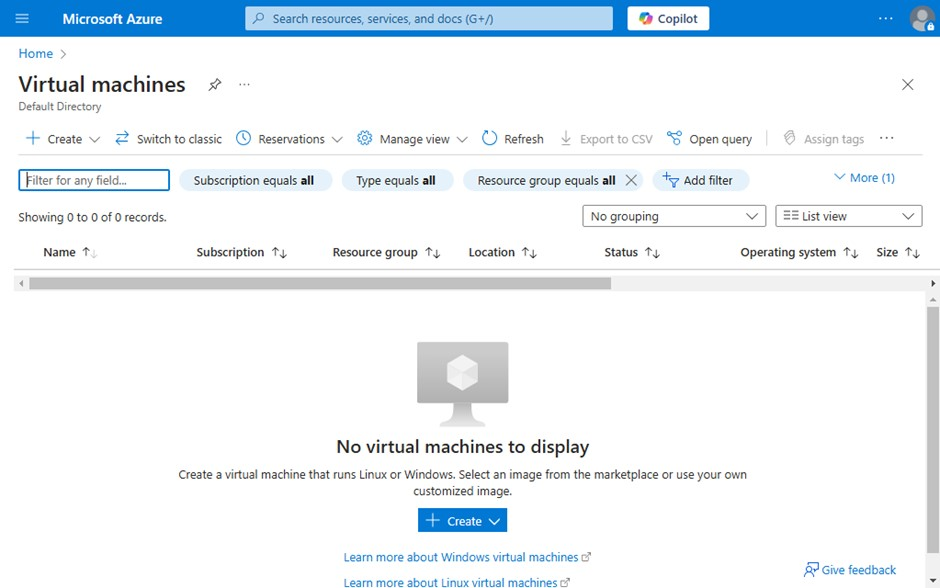 Microsoft Azure
Search resources, services, and docs (G+/)
Copilot
...
Home >
Virtual machines
...
Default Directory
+ Create
Switch to classic
Reservations
Manage view
Refresh
Export to CSV
Open query
Assign tags
...
Filter for any field...
Subscription equals all
Type equals all
Resource group equals all
Add filter
More (1)
Showing 0 to 0 of 0 records.
No grouping
List view
Name
Subscription
Resource group
Location
Status
Operating system
Size
No virtual machines to display
Create a virtual machine that runs Linux or Windows. Select an image from the marketplace or use your own
customized image.
+ Create
Learn more about Windows virtual machines
Learn more about Linux virtual machines
Give feedback